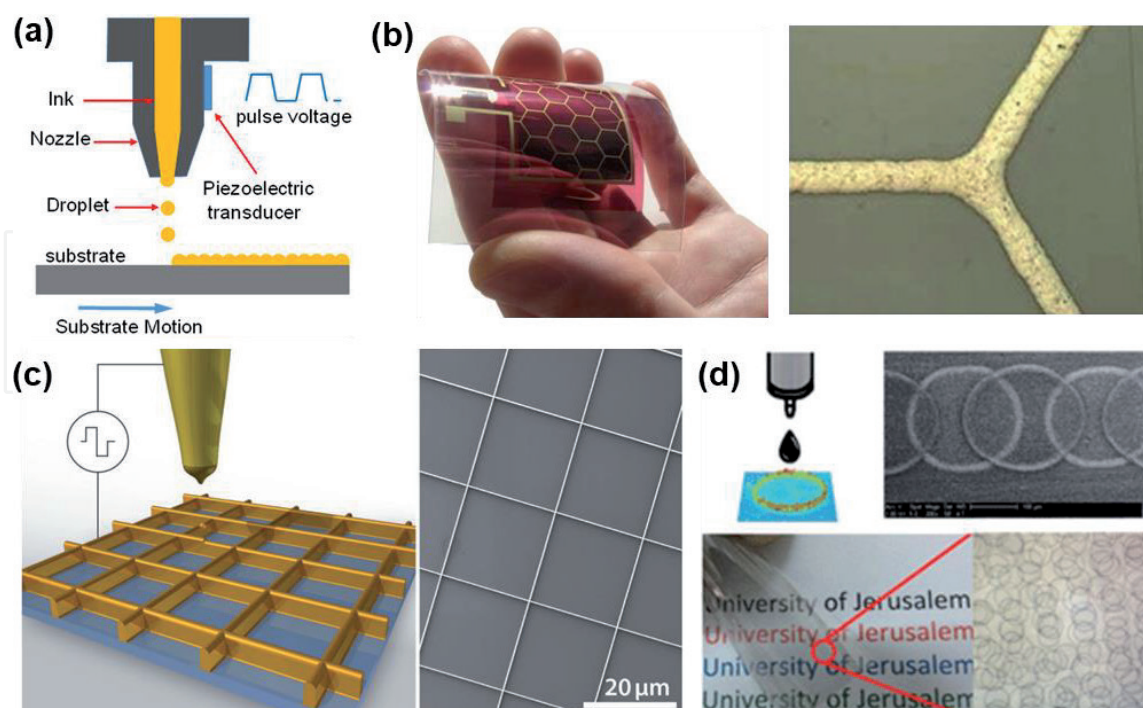 (a)
Ink
Nozzle
Droplet
pulse voltage
Piezoelectric
transducer
substrate
Substrate Motion
(b)
(c)
20 µm
(d)
University of Jerusalem
University of Jerusalem
University of Jerusalem
University of Jerusalem